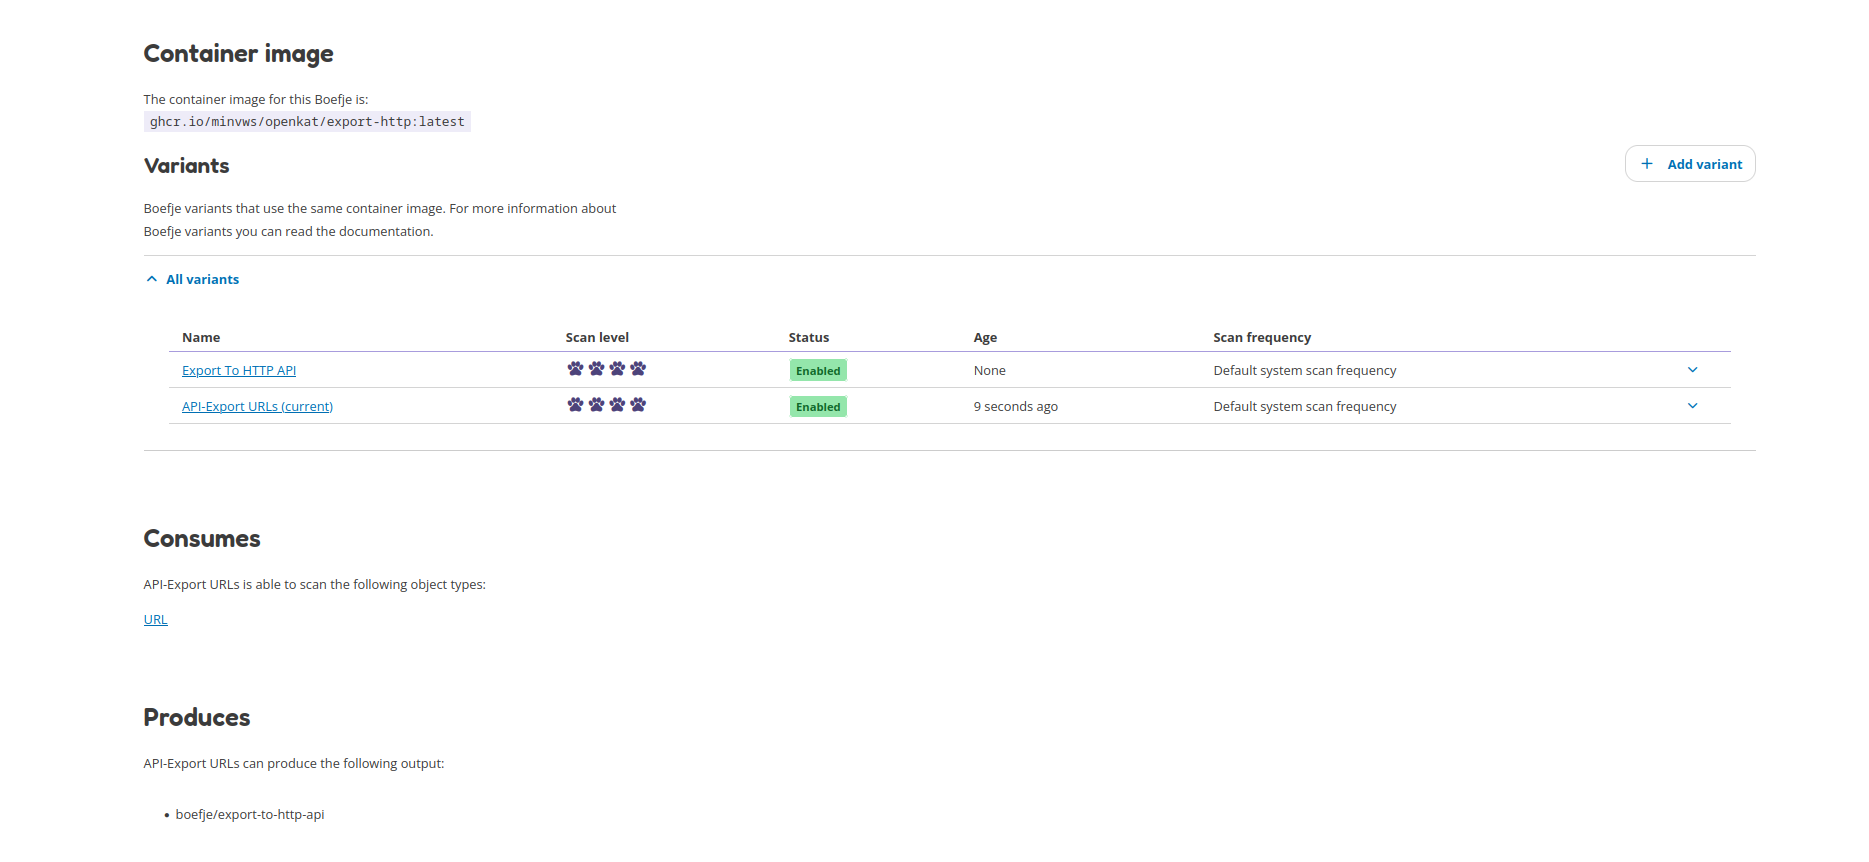 Container image
The container image for this Boefje is:
ghcr.io/minvws/openkat/export-http:latest
Variants
Add variant
Boefje variants that use the same container image. For more information about
Boefje variants you can read the documentation.
All variants
Name Scan level Status Age Scan frequency
Export To HTTP API Enabled None Default system scan frequency
API-Export URLs (current) Enabled 9 seconds ago Default system scan frequency
Consumes
API-Export URLs is able to scan the following object types:
URL
Produces
API-Export URLs can produce the following output:
• boefje/export-to-http-api